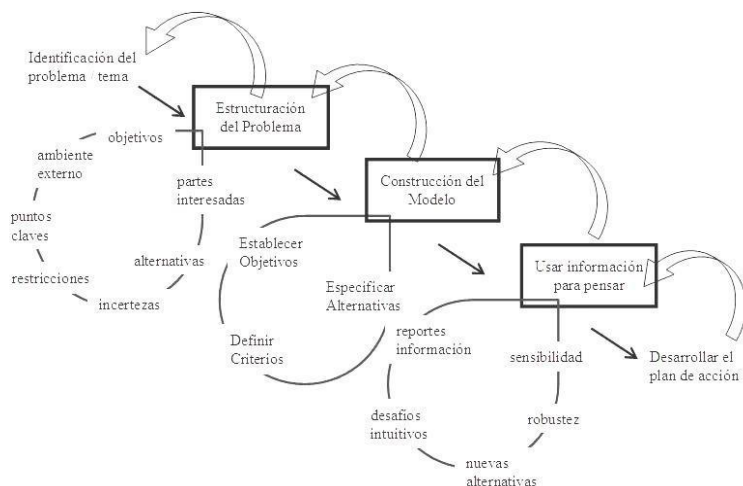 Identificación del
problema - tema
Estructuración
del Problema
objetivos
ambiente
externo
partes
interesadas
puntos
claves
alternativas
restricciones
incertezas
Construcción del
Modelo
Establecer
Objetivos
Especificar
Alternativas
Definir
Criterios
Usar información
para pensar
reportes
información
sensibilidad
desafíos
intuitivos
robustez
nuevas
alternativas
Desarrollar el
plan de acción